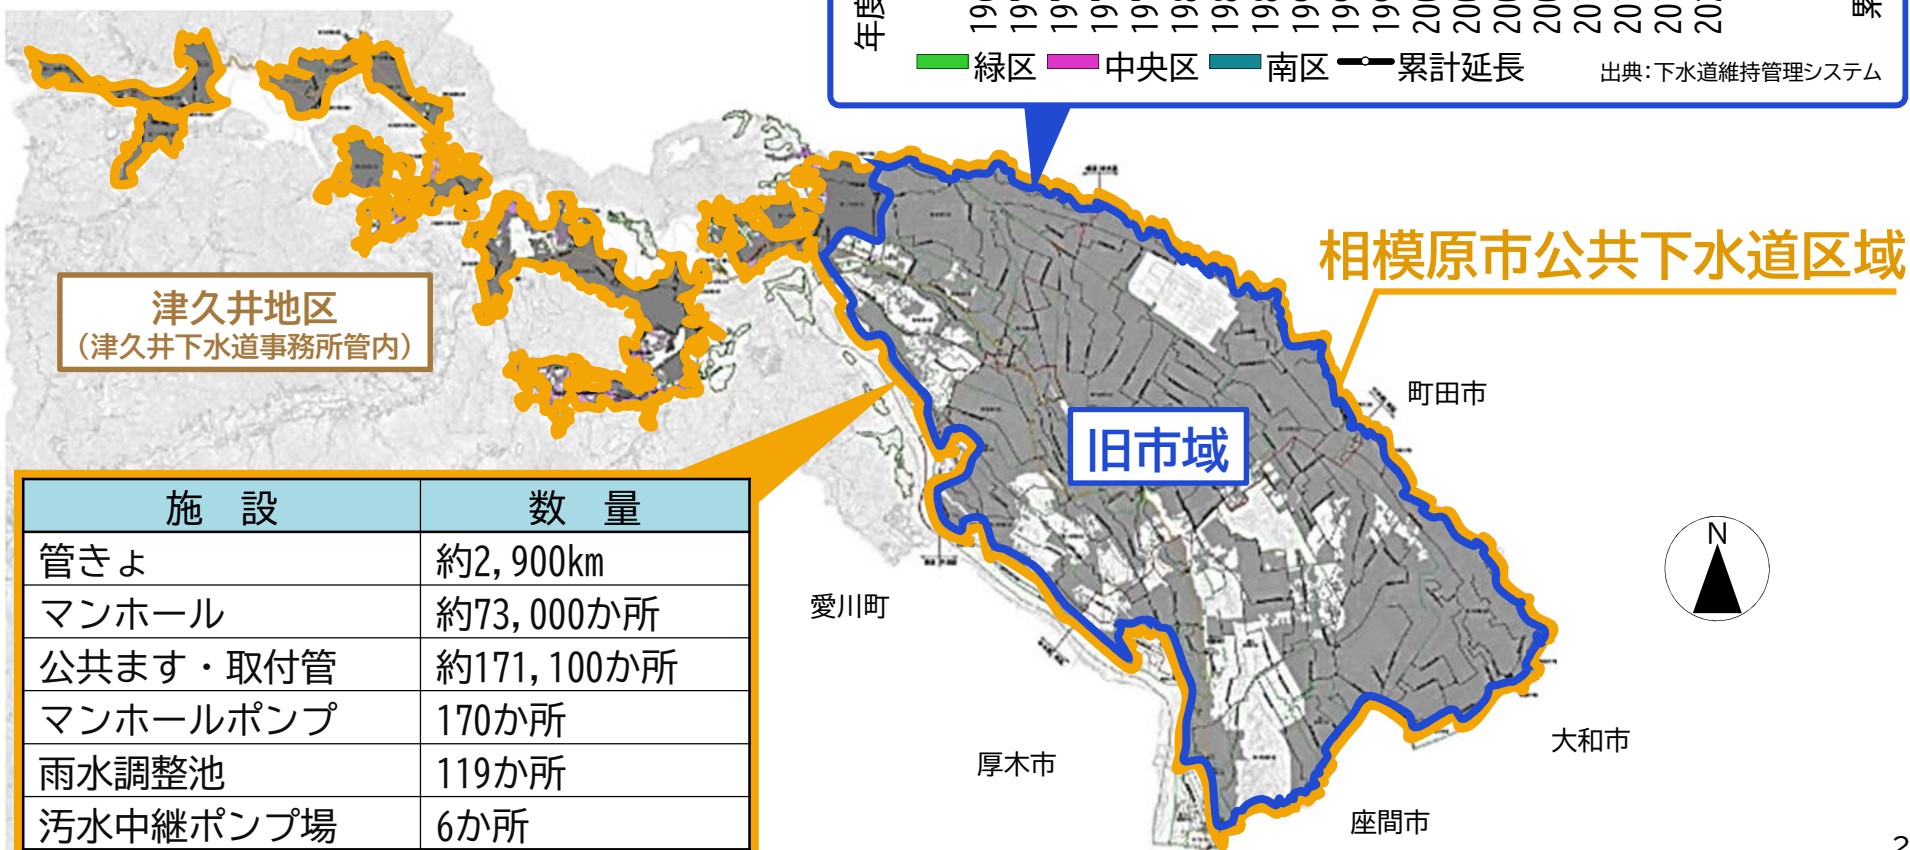 年度
緑区 中央区 南区 累計延長
出典：下水道維持管理システム
相模原市公共下水道区域
津久井地区
（津久井下水道事務所管内）
町田市
旧市域
施 設 数 量
管きょ 約2,900km
マンホール 約73,000か所
公共ます・取付管 約171,100か所
マンホールポンプ 170か所
雨水調整池 119か所
汚水中継ポンプ場 6か所
N
愛川町
厚木市
大和市
座間市